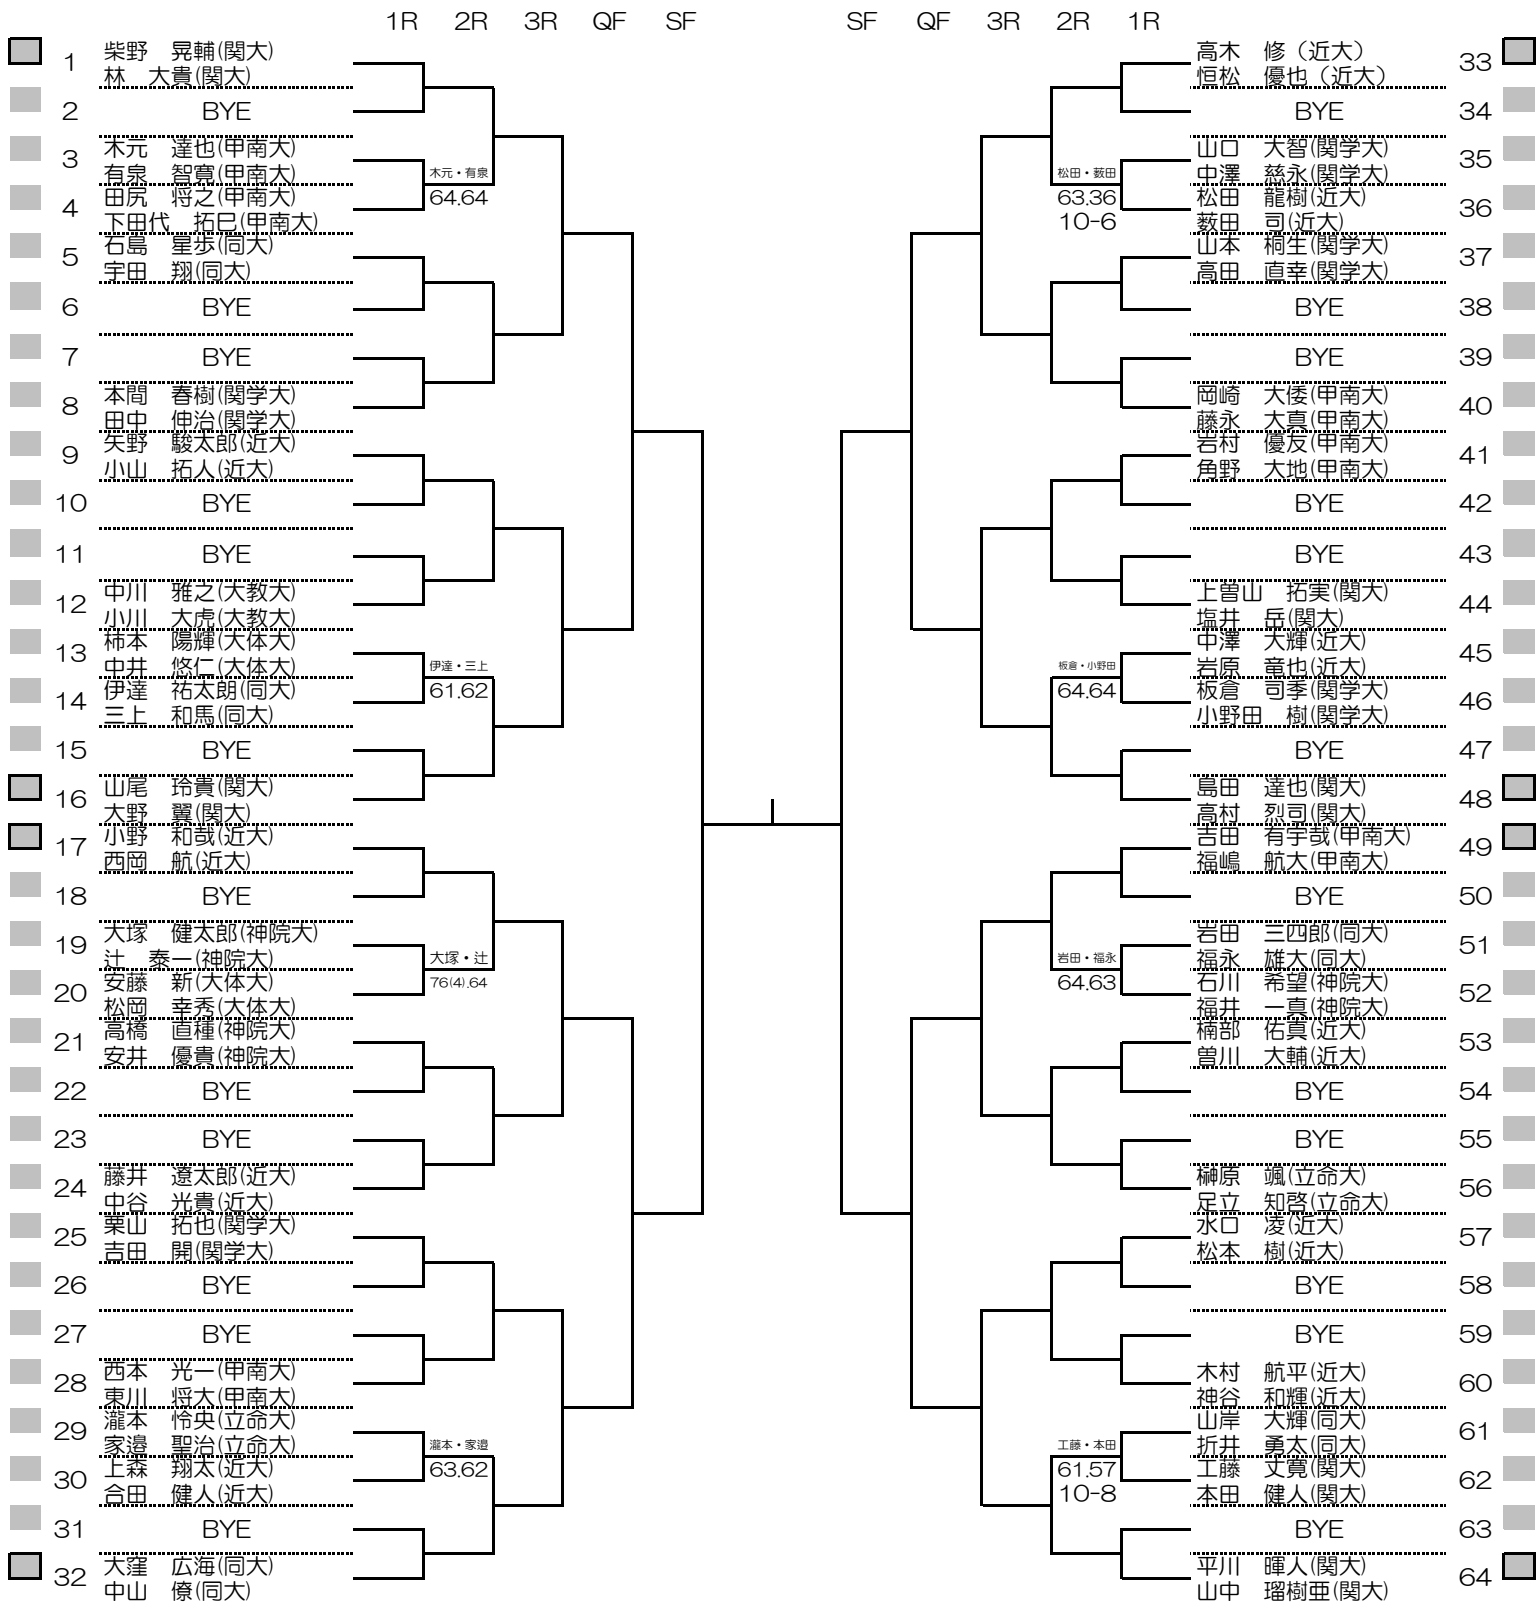 1R 2R 3R QF SF SF QF 3R 2R 1R
1 柴野　晃輔(関大)
林　大貴(関大)
2 BYE
3 木元　達也(甲南大)
有泉　智寛(甲南大)
木元・有泉
64.64
4 田尻　将之(甲南大)
下田代　拓巳(甲南大)
5 石島　星歩(同大)
宇田　翔(同大)
6 BYE
7 BYE
8 本間　春樹(関学大)
田中　伸治(関学大)
9 矢野　駿太郎(近大)
小山　拓人(近大)
10 BYE
11 BYE
12 中川　雅之(大教大)
小川　大虎(大教大)
13 柿本　陽輝(大体大)
中井　悠仁(大体大)
伊達・三上
61.62
14 伊達　祐太朗(同大)
三上　和馬(同大)
15 BYE
16 山尾　玲貴(関大)
大野　翼(関大)
17 小野　和哉(近大)
西岡　航(近大)
18 BYE
19 大塚　健太郎(神院大)
辻　泰一(神院大)
大塚・辻
76(4).64
20 安藤　新(大体大)
松岡　幸秀(大体大)
21 高橋　直種(神院大)
安井　優貴(神院大)
22 BYE
23 BYE
24 藤井　遼太郎(近大)
中谷　光貴(近大)
25 栗山　拓也(関学大)
吉田　開(関学大)
26 BYE
27 BYE
28 西本　光一(甲南大)
東川　将大(甲南大)
29 瀧本　怜央(立命大)
家邉　聖治(立命大)
瀧本・家邉
63.62
30 上森　翔太(近大)
合田　健人(近大)
31 BYE
32 大窪　広海(同大)
中山　僚(同大)
高木　修（近大） 33
恒松　優也（近大）
BYE 34
山口　大智(関学大) 35
中澤　慈永(関学大)
松田・薮田
63.36
10-6
松田　龍樹(近大) 36
薮田　司(近大)
山本　桐生(関学大) 37
高田　直幸(関学大)
BYE 38
BYE 39
岡崎　大倭(甲南大) 40
藤永　大真(甲南大)
岩村　優友(甲南大) 41
角野　大地(甲南大)
BYE 42
BYE 43
上曽山　拓実(関大) 44
塩井　岳(関大)
中澤　大輝(近大) 45
岩原　竜也(近大)
板倉・小野田
64.64
板倉　司季(関学大) 46
小野田　樹(関学大)
BYE 47
島田　達也(関大) 48
高村　烈司(関大)
吉田　有宇哉(甲南大) 49
福嶋　航大(甲南大)
BYE 50
岩田　三四郎(同大) 51
福永　雄大(同大)
岩田・福永
64.63
石川　希望(神院大) 52
福井　一真(神院大)
楠部　佑真(近大) 53
曽川　大輔(近大)
BYE 54
BYE 55
榊原　颯(立命大) 56
足立　知啓(立命大)
水口　凌(近大) 57
松本　樹(近大)
BYE 58
BYE 59
木村　航平(近大) 60
神谷　和輝(近大)
山岸　大輝(同大) 61
折井　勇太(同大)
工藤・本田
61.57
10-8
工藤　丈寛(関大) 62
本田　健人(関大)
BYE 63
平川　暉人(関大) 64
山中　瑠樹亜(関大)